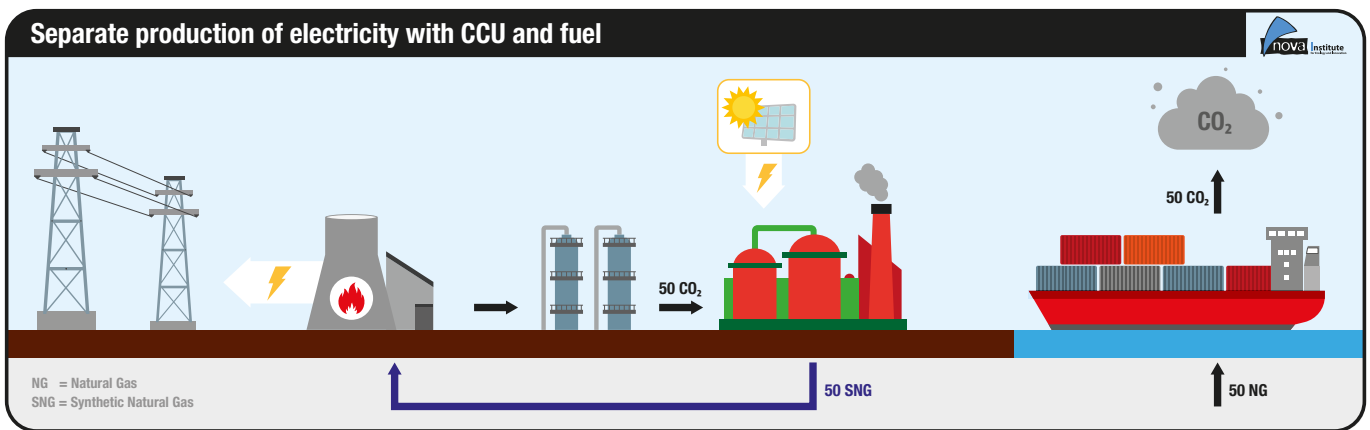 Separate production of electricity with CCU and fuel
nova Institute
CO₂
50 CO₂
50 CO₂
NG = Natural Gas
SNG = Synthetic Natural Gas
50 SNG
50 NG